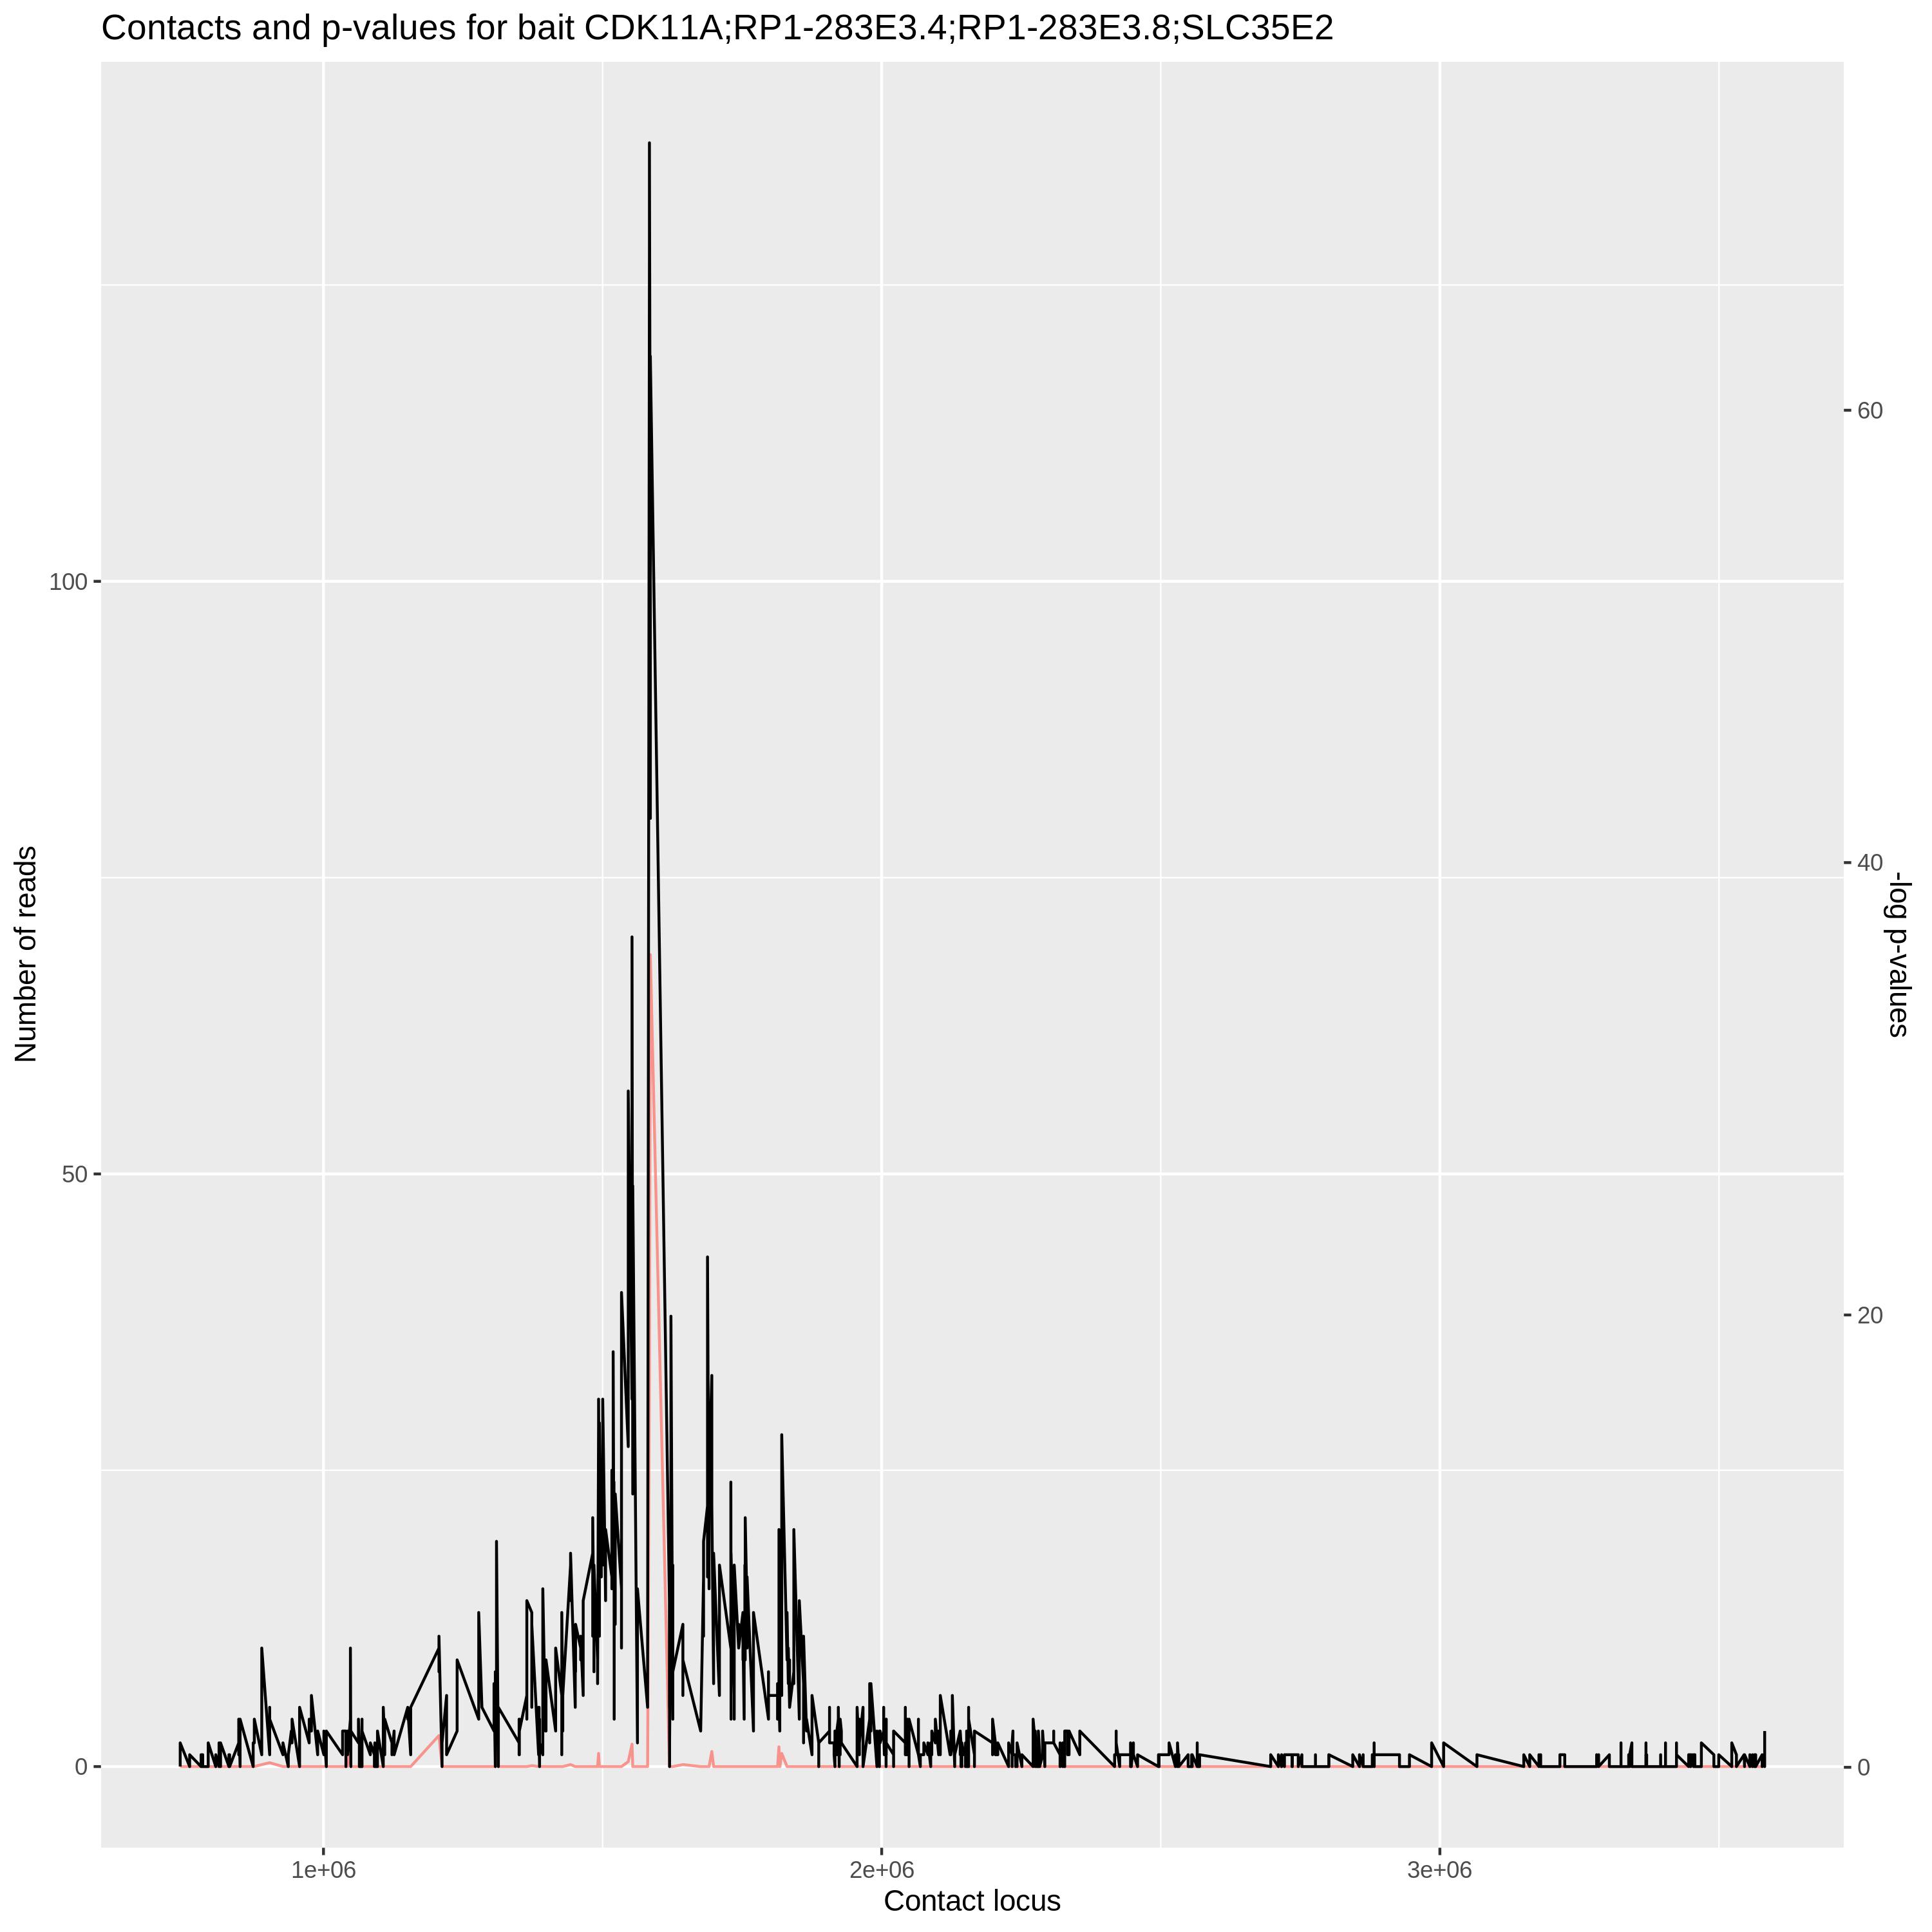 Contacts and p-values for bait CDK11A;RP1-283E3.4;RP1-283E3.8;SLC35E2
Number of reads
100
50
0
60
40
20
0
-log p-values
1e+06
2e+06
3e+06
Contact locus